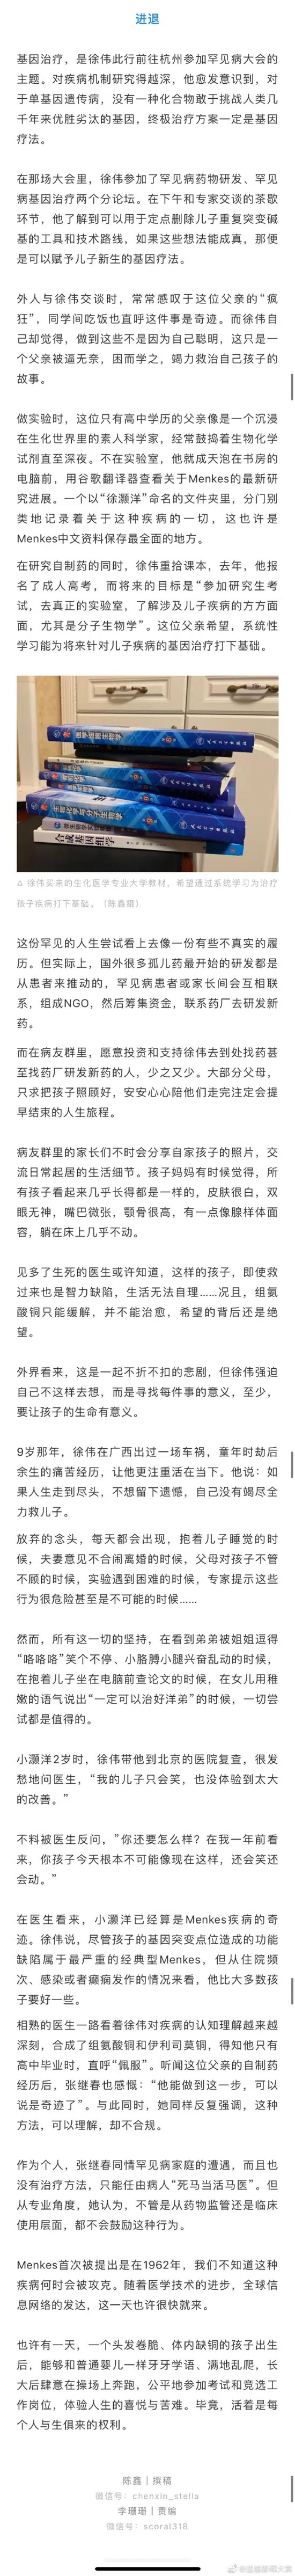 进退
基因治疗，是徐伟此行前往杭州参加罕见病大会的
主题。对疾病机制研究得越深，他愈发意识到，对
于单基因遗传病，没有一种化合物敢于挑战人类几
千年来优胜劣汰的基因，终极治疗方案一定是基因
疗法。
在那场大会里，徐伟参加了罕见病药物研发、罕见
病基因治疗两个分论坛。在下午和专家交谈的茶歇
环节，他了解到可以用于定点删除儿子重复突变碱
基的工具和技术路线，如果这些想法能成真，那便
是可以赋予儿子新生的基因疗法。
外人与徐伟交谈时，常常感叹于这位父亲的“疯
狂”，同学间吃饭也直呼这件事是奇迹。而徐伟自
己却觉得，做到这些不是因为自己聪明，这只是一
个父亲被逼无奈，困而学之，竭力救治自己孩子的
故事。
做实验时，这位只有高中学历的父亲像是一个沉浸
在生化世界里的素人科学家，经常鼓捣着生物化学
试剂直至深夜。不在实验室，他就成天泡在书房的
电脑前，用谷歌翻译器查看关于Menkes的最新研
究进展。一个以“徐灏洋”命名的文件夹里，分门别
类地记录着关于这种疾病的一切，这也许是
Menkes中文资料保存最全面的地方。
在研究自制药的同时，徐伟重拾课本，去年，他报
名了成人高考，而将来的目标是“参加研究生考
试，去真正的实验室，了解涉及儿子疾病的方方面
面，尤其是分子生物学”。这位父亲希望，系统性
学习能为将来针对儿子疾病的基因治疗打下基础。
医学细胞生物学
生物化学与分子生物学
合成基因组学
△ 徐伟买来的生化医学专业大学教材，希望通过系统学习为治疗
孩子疾病打下基础。（陈鑫摄）
这份罕见的人生尝试看上去像一份有些不真实的履
历。但实际上，国外很多孤儿药最开始的研发都是
从患者来推动的，罕见病患者或家长间会互相联
系，组成NGO，然后筹集资金，联系药厂去研发新
药。
而在病友群里，愿意投资和支持徐伟去到处找药甚
至找药厂研发新药的人，少之又少。大部分父母，
只求把孩子照顾好，安安心心陪他们走完注定会提
早结束的人生旅程。
病友群里的家长们不时会分享自家孩子的照片，交
流日常起居的生活细节。孩子妈妈有时候觉得，所
有孩子看起来几乎长得都是一样的，皮肤很白，双
眼无神，嘴巴微张，颚骨很高，有一点像腺样体面
容，躺在床上几乎不动。
见多了生死的医生或许知道，这样的孩子，即使救
过来也是智力缺陷，生活无法自理……况且，组氨
酸铜只能缓解，并不能治愈，希望的背后还是绝
望。
外界看来，这是一起不折不扣的悲剧，但徐伟强迫
自己不这样去想，而是寻找每件事的意义，至少，
要让孩子的生命有意义。
9岁那年，徐伟在广西出过一场车祸，童年时劫后
余生的痛苦经历，让他更注重活在当下。他说：如
果人生走到尽头，不想留下遗憾，自己没有竭尽全
力救儿子。
放弃的念头，每天都会出现，抱着儿子睡觉的时
候，夫妻意见不合闹离婚的时候，父母对孩子不管
不顾的时候，实验遇到困难的时候，专家提示这些
行为很危险甚至是不可能的时候……
然而，所有这一切的坚持，在看到弟弟被姐姐逗得
“咯咯咯”笑个不停、小胳膊小腿兴奋乱动的时候，
在抱着儿子坐在电脑前查论文的时候，在女儿用稚
嫩的语气说出“一定可以治好洋弟”的时候，一切尝
试都是值得的。
小灏洋2岁时，徐伟带他到北京的医院复查，很发
愁地问医生，“我的儿子只会笑，也没体验到太大
的改善。”
不料被医生反问，”你还要怎么样？在我一年前看
来，你孩子今天根本不可能像现在这样，还会笑还
会动。”
在医生看来，小灏洋已经算是Menkes疾病的奇
迹。徐伟说，尽管孩子的基因突变点位造成的功能
缺陷属于最严重的经典型Menkes，但从住院频
次、感染或者癫痫发作的情况来看，他比大多数孩
子要好一些。
相熟的医生一路看着徐伟对疾病的认知理解越来越
深刻，合成了组氨酸铜和伊利司莫铜，得知他只有
高中毕业时，直呼“佩服”。听闻这位父亲的自制药
经历后，张继春也感慨：“他能做到这一步，可以
说是奇迹了”。与此同时，她同样反复强调，这种
方法，可以理解，却不合规。
作为个人，张继春同情罕见病家庭的遭遇，而且也
没有治疗方法，只能任由病人“死马当活马医”。但
从专业角度，她认为，不管是从药物监管还是临床
使用层面，都不会鼓励这种行为。
Menkes首次被提出是在1962年，我们不知道这种
疾病何时会被攻克。随着医学技术的进步，全球信
息网络的发达，这一天也许很快就来。
也许有一天，一个头发卷脆、体内缺铜的孩子出生
后，能够和普通婴儿一样牙牙学语、满地乱爬，长
大后肆意在操场上奔跑，公平地参加考试和竞选工
作岗位，体验人生的喜悦与苦难。毕竟，活着是每
个人与生俱来的权利。
陈鑫｜撰稿
微信号：chenxin_stella
李珊珊｜责编
微信号：scoral318